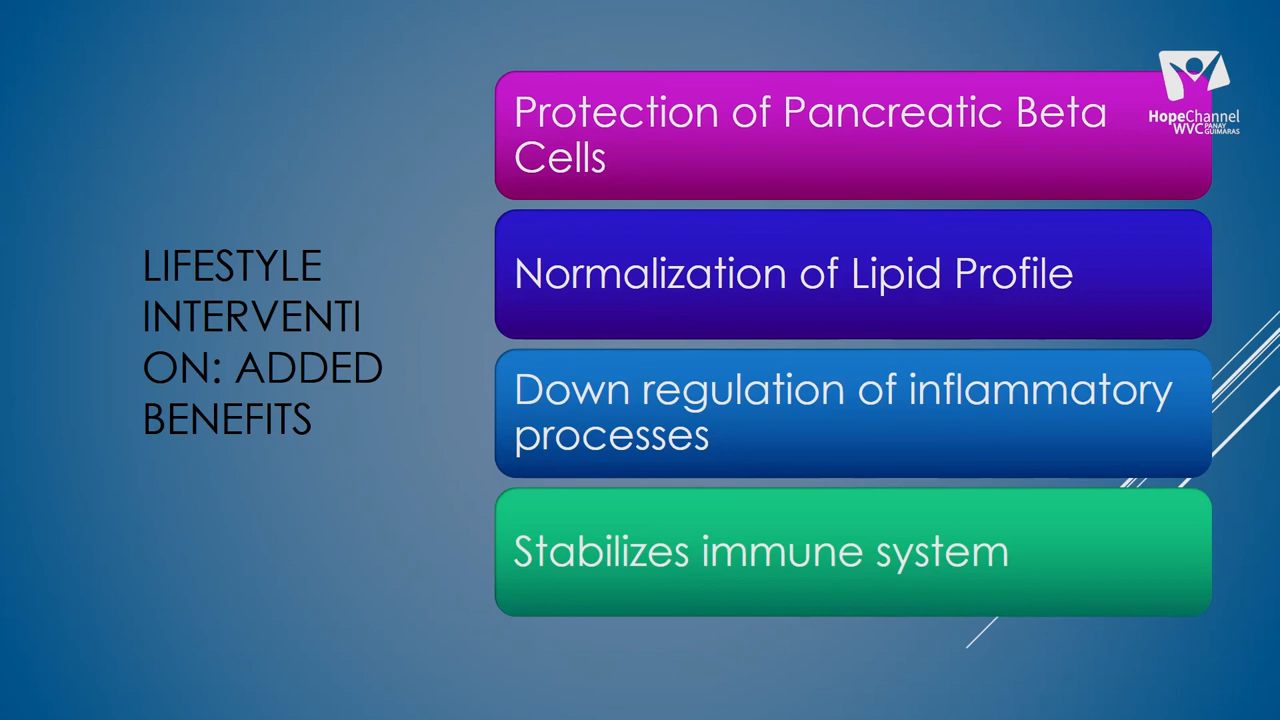 LIFESTYLE
INTERVENTI
ON: ADDED
BENEFITS
Protection of Pancreatic Beta
Cells
Normalization of Lipid Profile
Down regulation of inflammatory
processes
Stabilizes immune system
HopeChannel
WVC PANAY
GUIMARAS